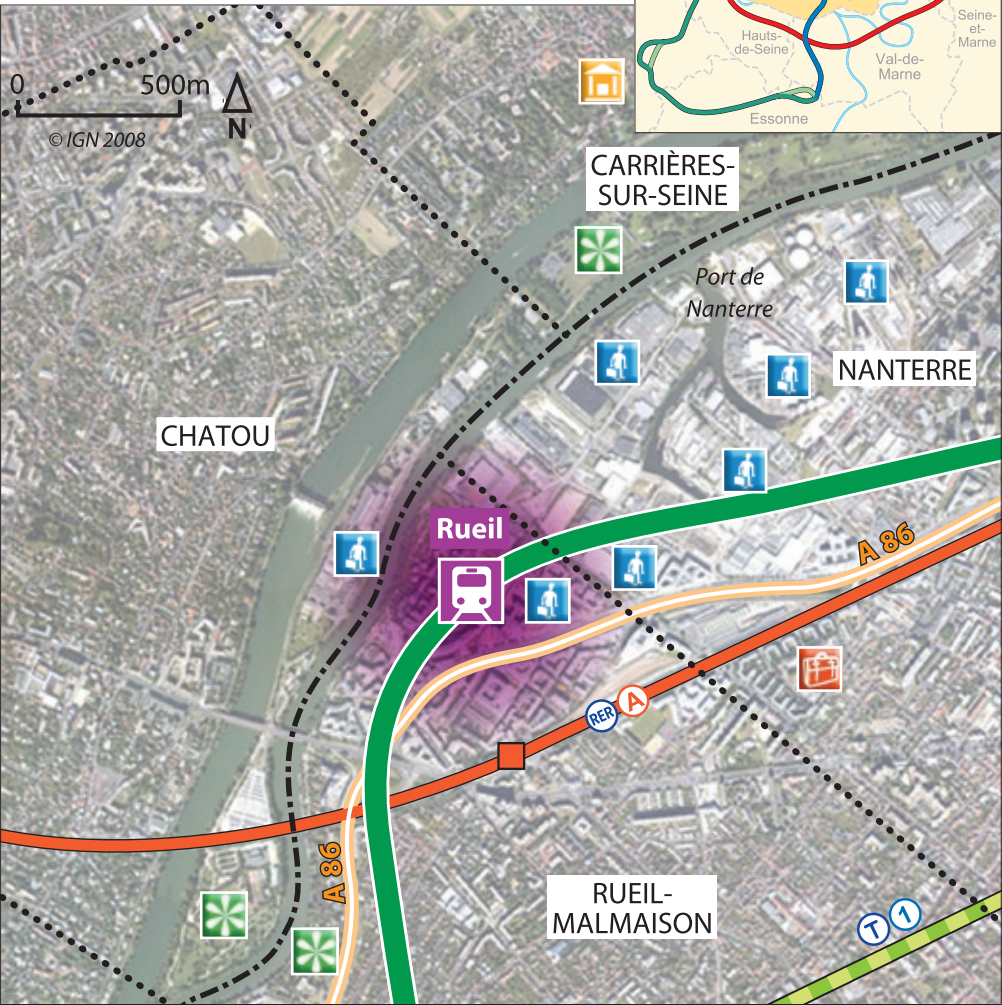 0 500m
N
© IGN 2008
Hauts-
de-Seine
Seine-
et-
Marne
Val-de-
Marne
Essonne
CARRIÈRES-
SUR-SEINE
Port de
Nanterre
NANTERRE
CHATOU
Rueil
A 86
RER A
A 86
RUEIL-
MALMAISON
T 1